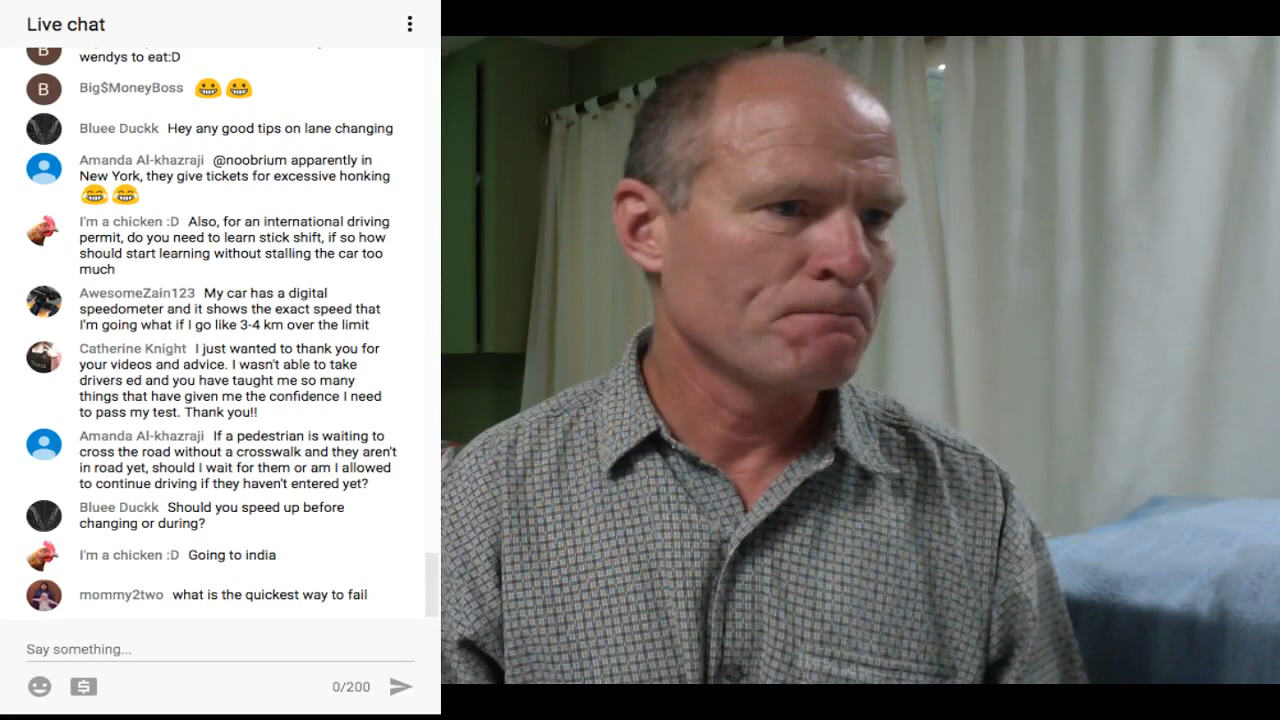 Live chat
B
wendys to eat:D
B
Big$MoneyBoss
Bluee Duckk Hey any good tips on lane changing
Amanda Al-khazraji @noobrium apparently in
New York, they give tickets for excessive honking
I'm a chicken :D Also, for an international driving
permit, do you need to learn stick shift, if so how
should start learning without stalling the car too
much
AwesomeZain123 My car has a digital
speedometer and it shows the exact speed that
I'm going what if I go like 3-4 km over the limit
Catherine Knight I just wanted to thank you for
your videos and advice. I wasn't able to take
drivers ed and you have taught me so many
things that have given me the confidence I need
to pass my test. Thank you!!
Amanda Al-khazraji If a pedestrian is waiting to
cross the road without a crosswalk and they aren't
in road yet, should I wait for them or am I allowed
to continue driving if they haven't entered yet?
Bluee Duckk Should you speed up before
changing or during?
I'm a chicken :D Going to india
mommy2two what is the quickest way to fail
Say something...
$
0/200